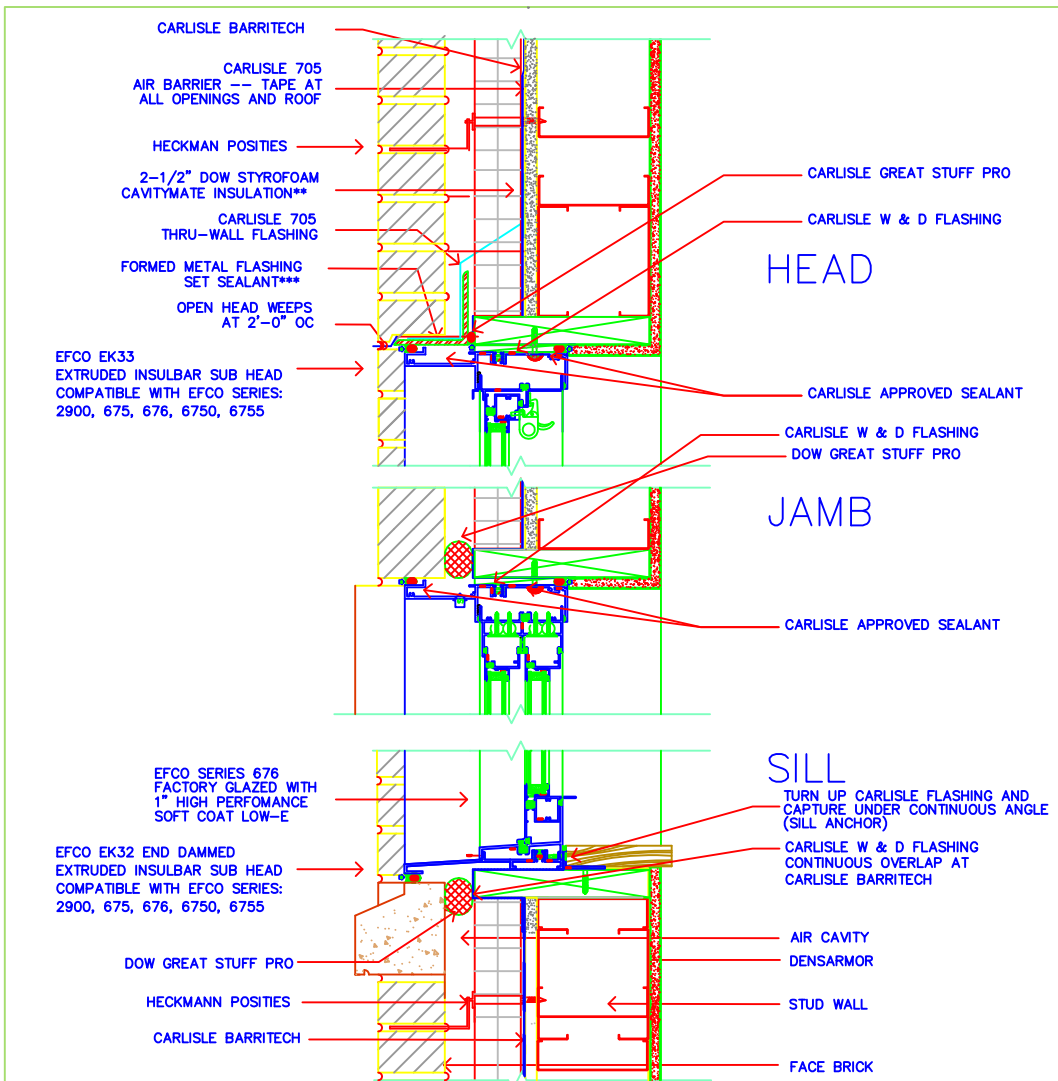 CARLISLE BARRITECH
CARLISLE 705
AIR BARRIER -- TAPE AT
ALL OPENINGS AND ROOF
HECKMAN POSITIES
2-1/2" DOW STYROFOAM
CAVITYMATE INSULATION**
CARLISLE 705
THRU-WALL FLASHING
FORMED METAL FLASHING
SET SEALANT***
OPEN HEAD WEEPS
AT 2'-0" OC
EFCO EK33
EXTRUDED INSULBAR SUB HEAD
COMPATIBLE WITH EFCO SERIES:
2900, 675, 676, 6750, 6755
CARLISLE GREAT STUFF PRO
CARLISLE W & D FLASHING
HEAD
CARLISLE APPROVED SEALANT
CARLISLE W & D FLASHING
DOW GREAT STUFF PRO
JAMB
CARLISLE APPROVED SEALANT
EFCO SERIES 676
FACTORY GLAZED WITH
1" HIGH PERFOMANCE
SOFT COAT LOW-E
EFCO EK32 END DAMMED
EXTRUDED INSULBAR SUB HEAD
COMPATIBLE WITH EFCO SERIES:
2900, 675, 676, 6750, 6755
DOW GREAT STUFF PRO
HECKMANN POSITIES
CARLISLE BARRITECH
SILL
TURN UP CARLISLE FLASHING AND
CAPTURE UNDER CONTINUOUS ANGLE
(SILL ANCHOR)
CARLISLE W & D FLASHING
CONTINUOUS OVERLAP AT
CARLISLE BARRITECH
AIR CAVITY
DENSARMOR
STUD WALL
FACE BRICK